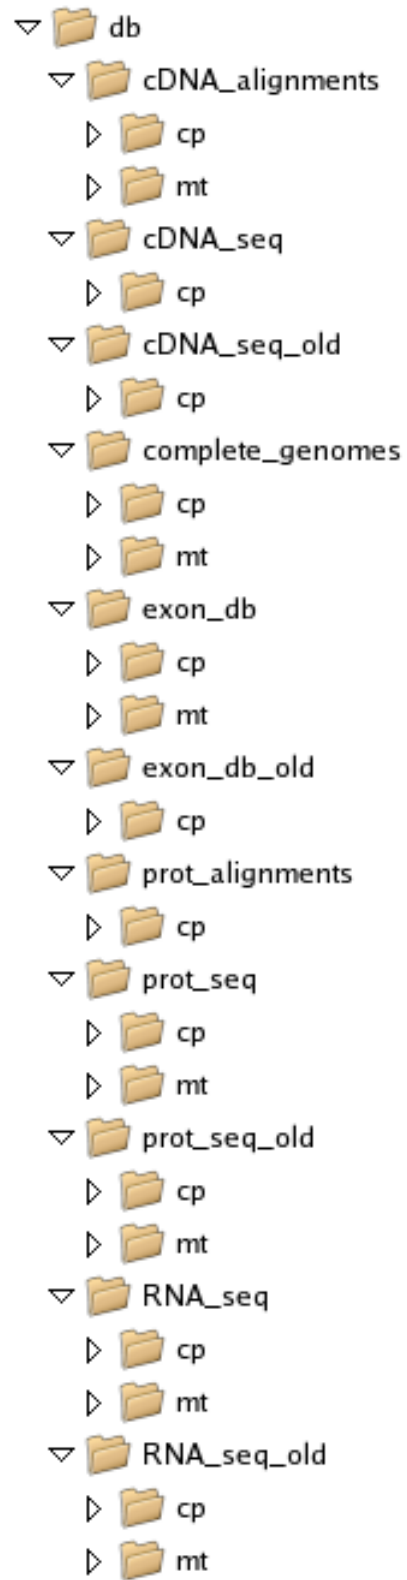 db
cDNA_alignments
cp
mt
cDNA_seq
cp
cDNA_seq_old
cp
complete_genomes
cp
mt
exon_db
cp
mt
exon_db_old
cp
prot_alignments
cp
prot_seq
cp
mt
prot_seq_old
cp
mt
RNA_seq
cp
mt
RNA_seq_old
cp
mt